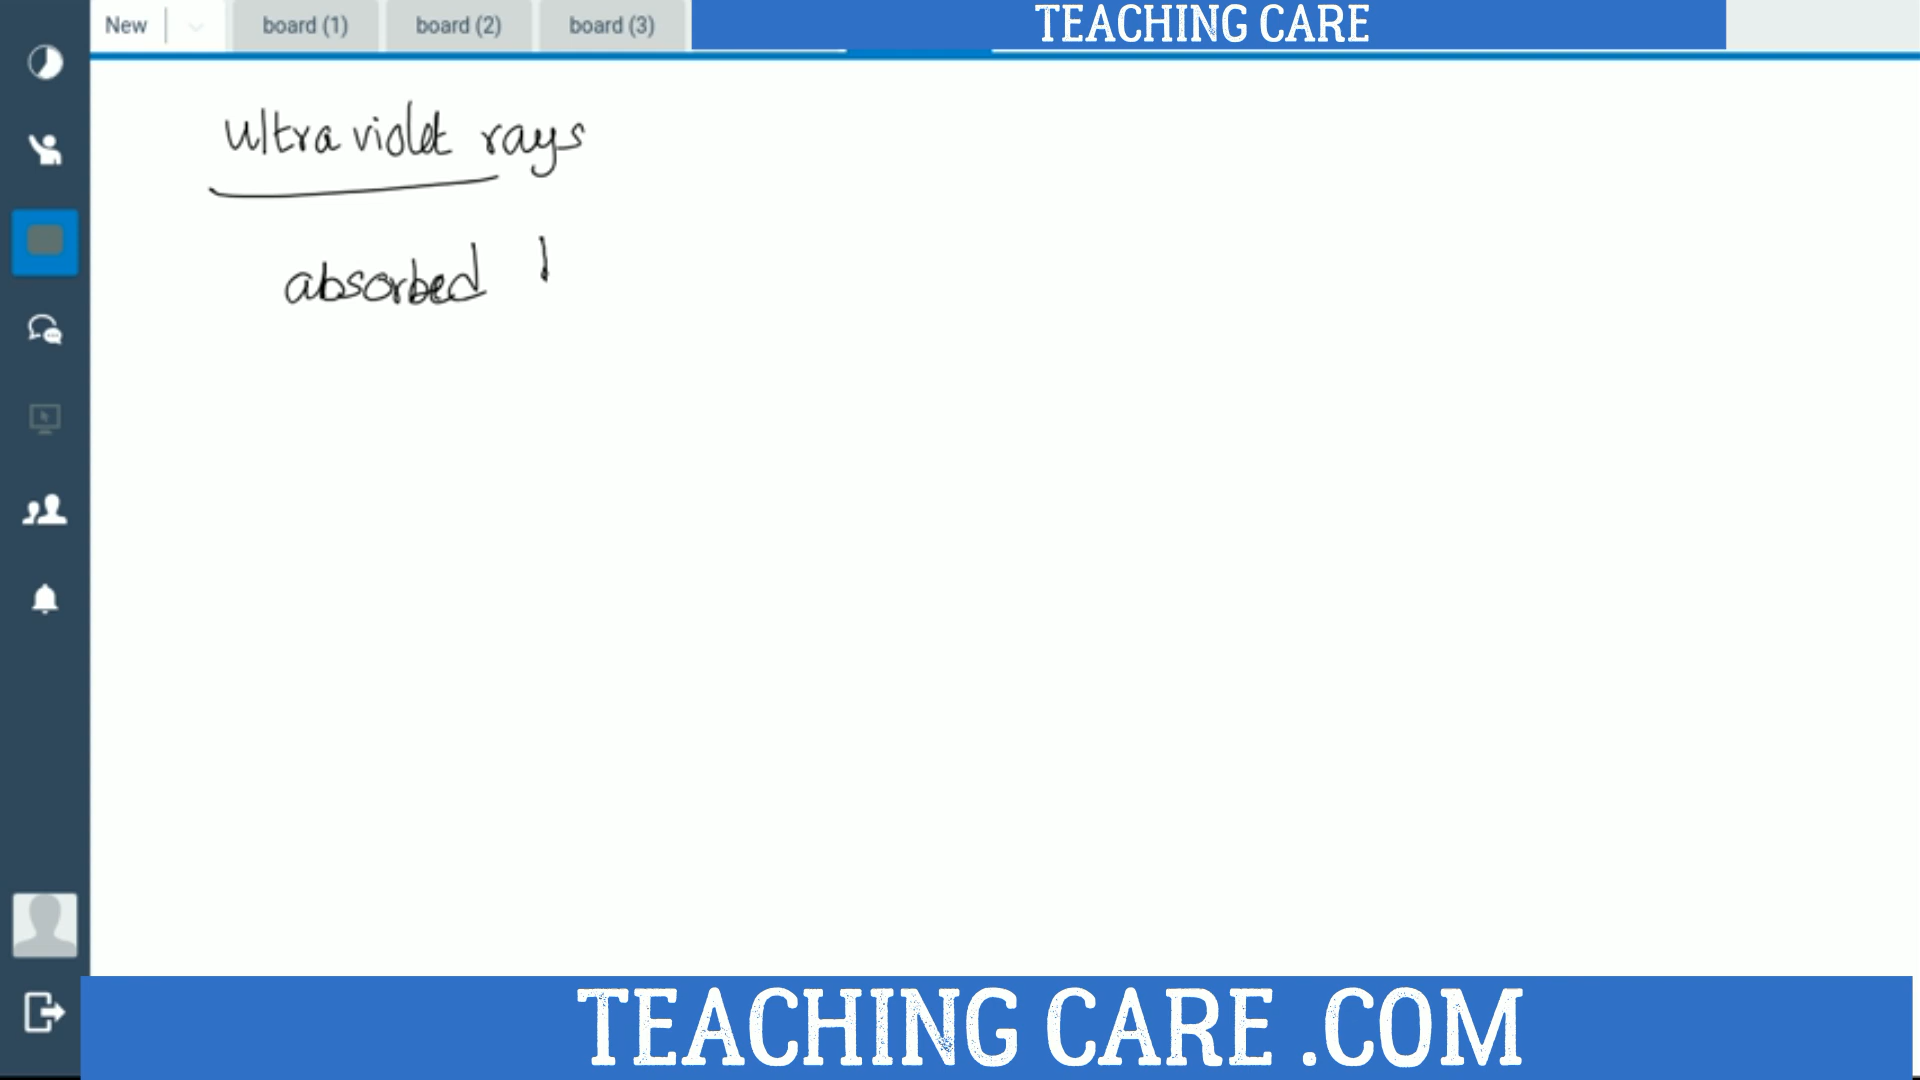 New board (1) board (2) board (3) TEACHING CARE
ultra violet rays
absorbed
TEACHING CARE .COM